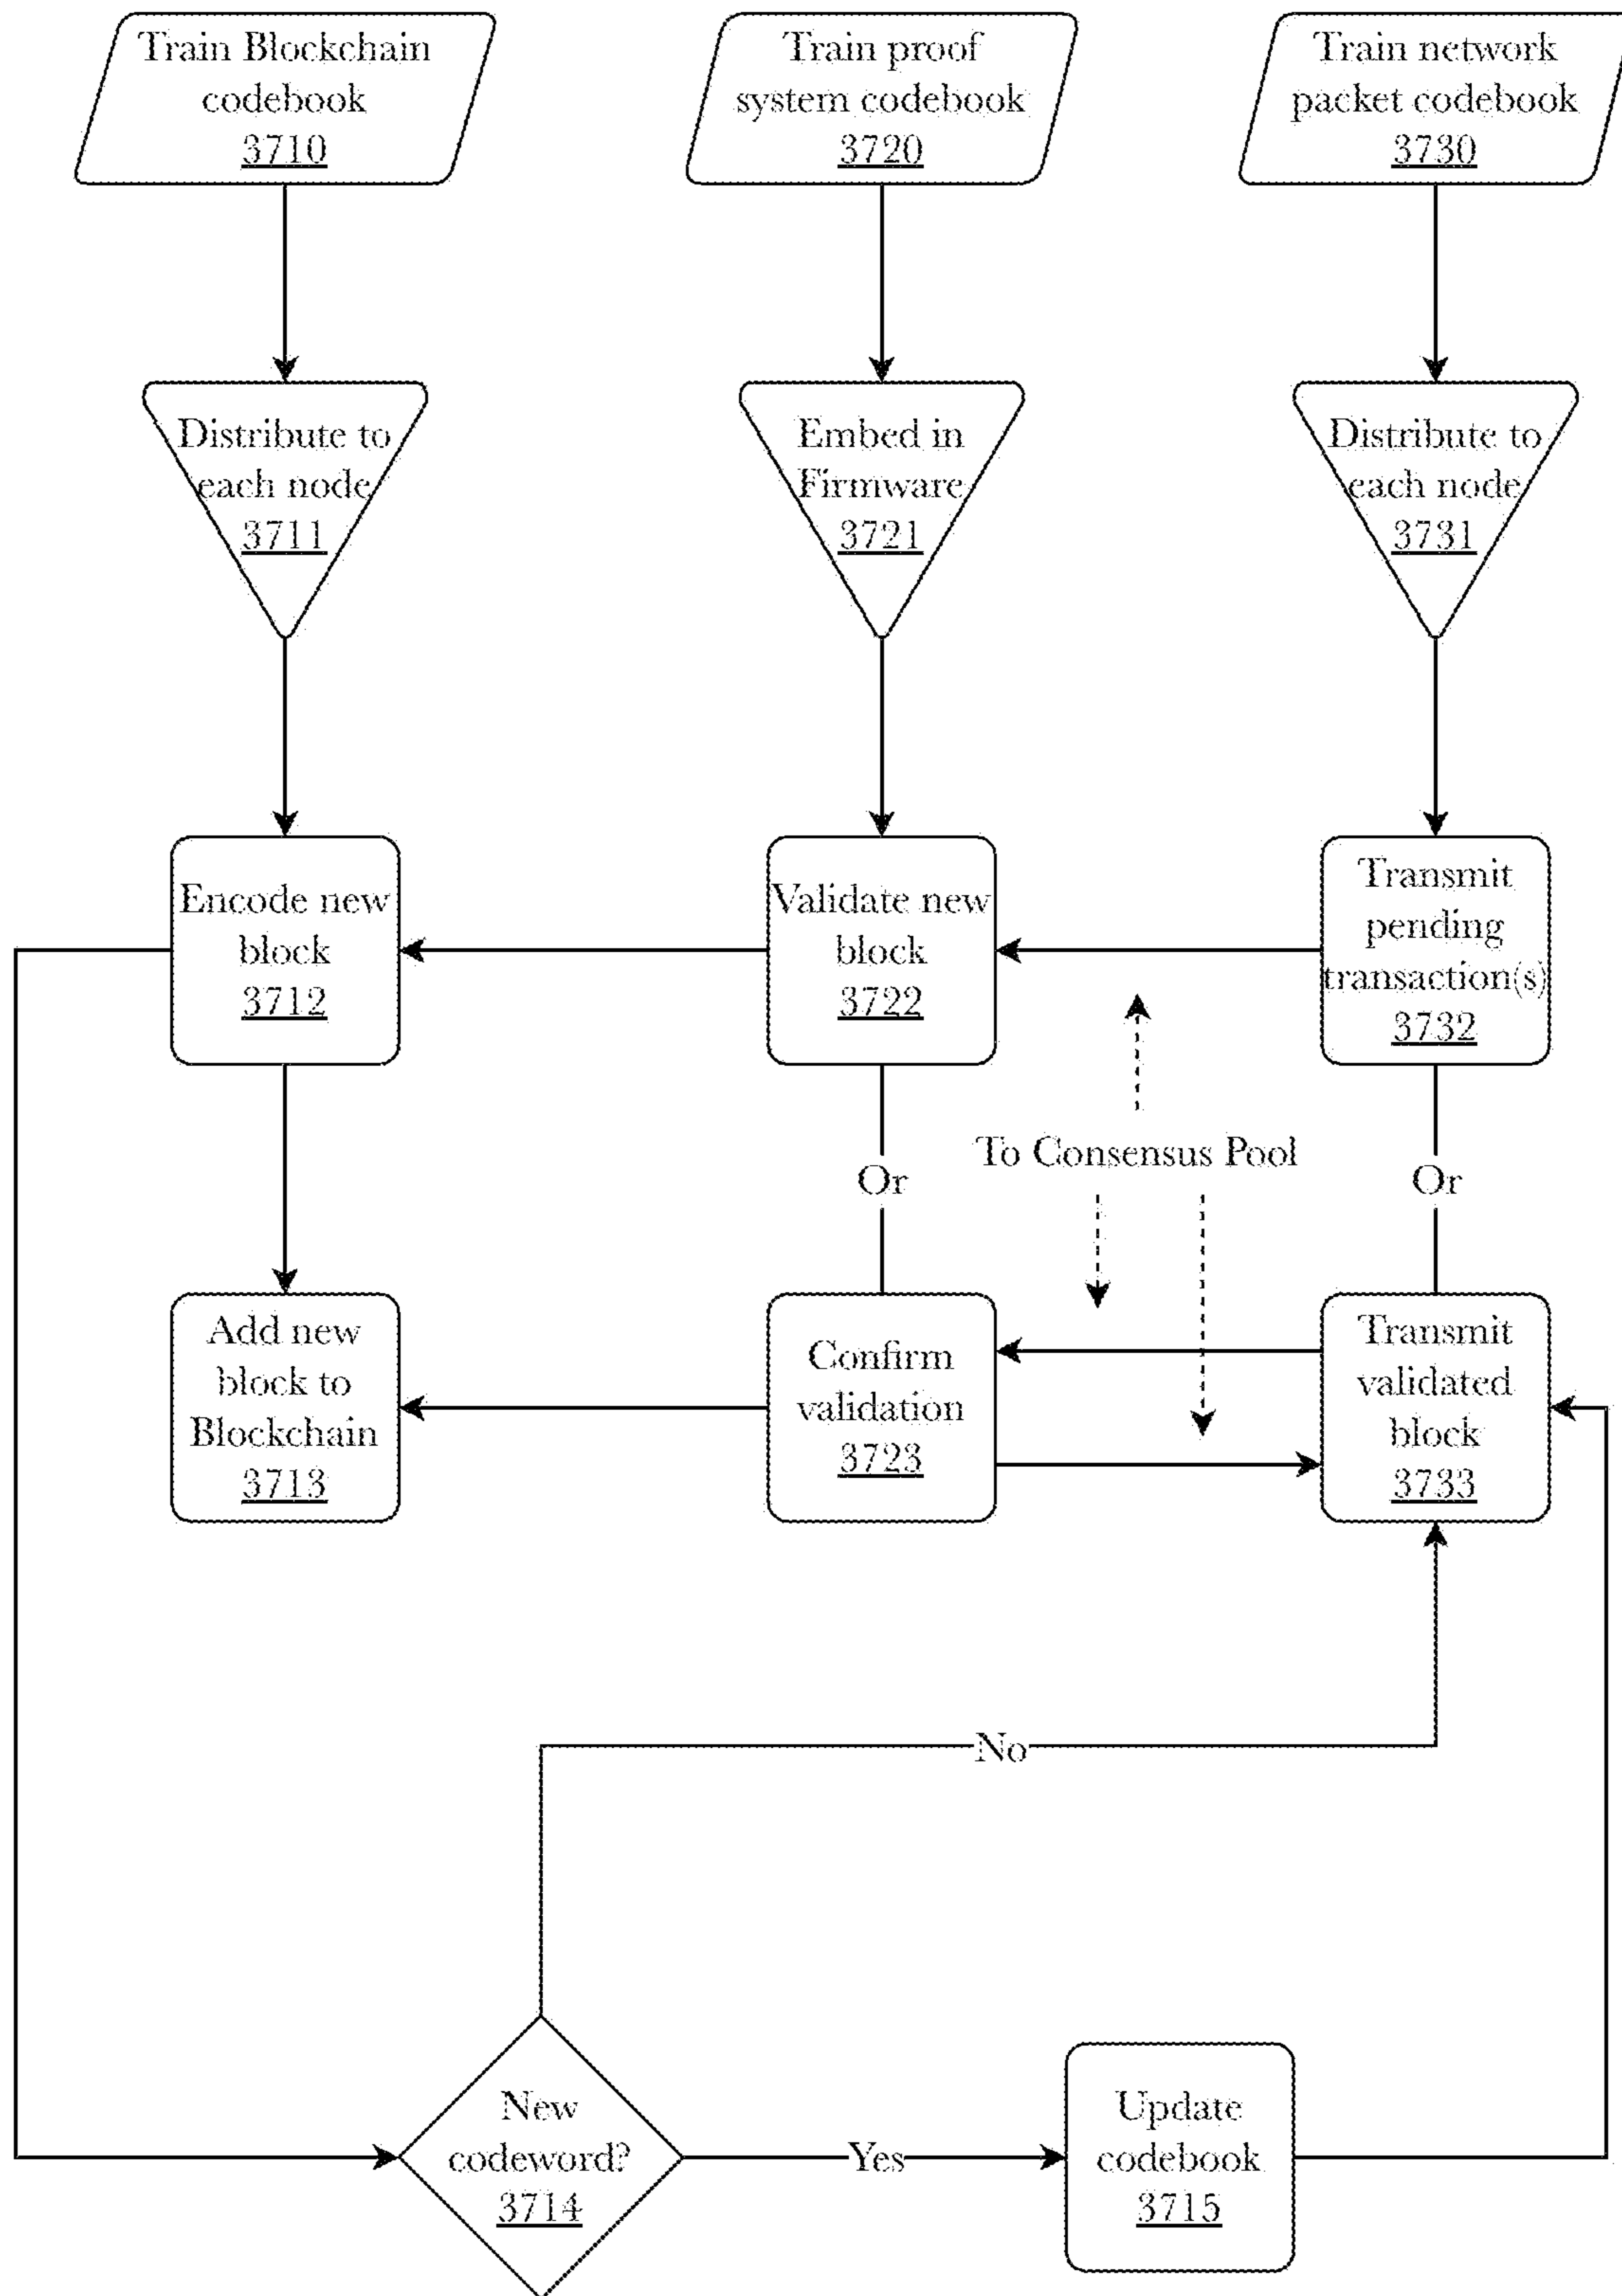 Train Blockchain
codebook
3710
Train proof
system codebook
3720
Train network
packet codebook
3730
Distribute to
each node
3711
Embed in
Firmware
3721
Distribute to
each node
3731
Encode new
block
3712
Validate new
block
3722
Transmit
pending
transaction(s)
3732
Or
To Consensus Pool
Or
Add new
block to
Blockchain
3713
Confirm
validation
3723
Transmit
validated
block
3733
No
New
codeword?
3714
Yes
Update
codebook
3715